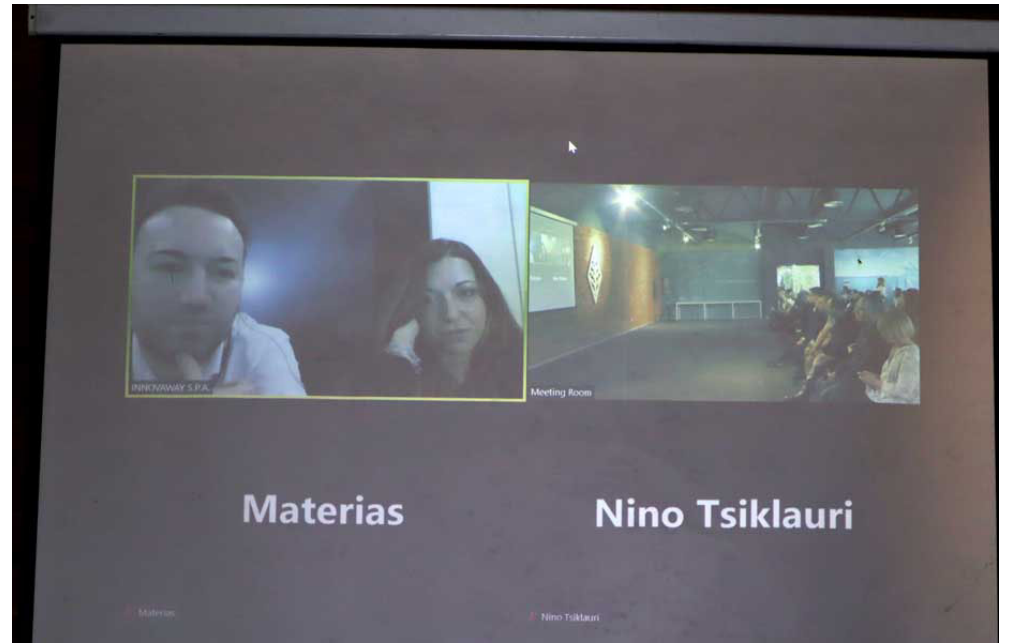 INNOVAWAY S.P.A.
Meeting Room
Materias
Nino Tsiklauri
Materias
Nino Tsiklauri